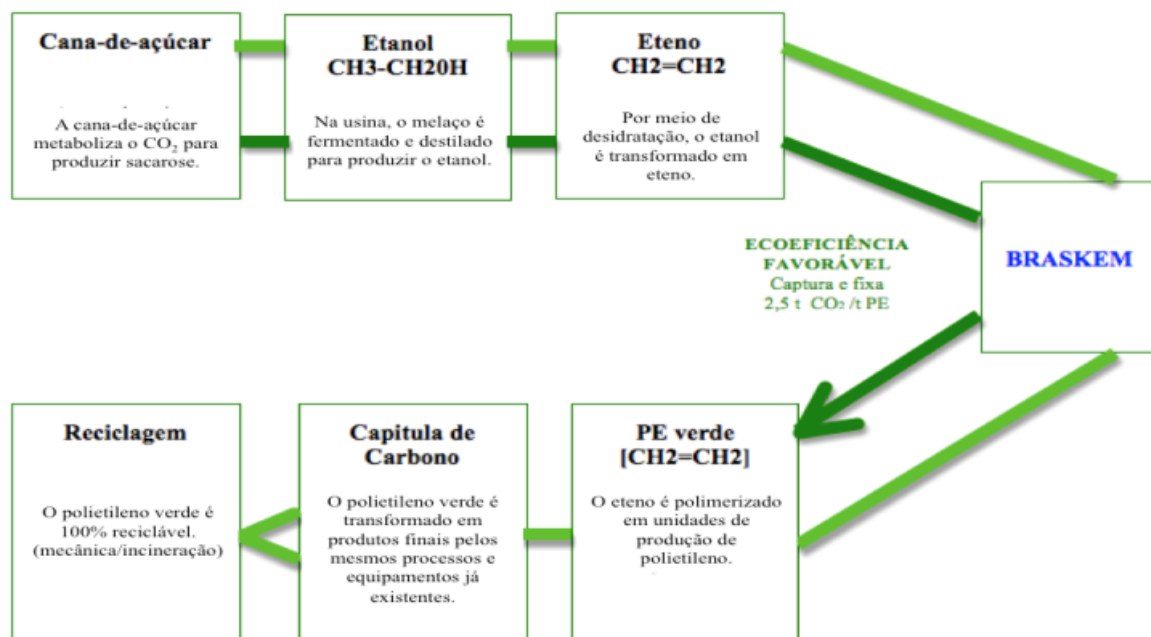 Cana-de-açúcar
A cana-de-açúcar
metaboliza o CO₂ para
produzir sacarose.
Etanol
CH3-CH20H
Na usina, o melaço é
fermentado e destilado
para produzir o etanol.
Eteno
CH2=CH2
Por meio de
desidratação, o etanol
é transformado em
eteno.
BRASKEM
ECOEFICIÊNCIA
FAVORÁVEL
Captura e fixa
2,5 t CO₂ /t PE
Reciclagem
O polietileno verde é
100% reciclável.
(mecânica/incineração)
Capitula de
Carbono
O polietileno verde é
transformado em
produtos finais pelos
mesmos processos e
equipamentos já
existentes.
PE verde
[CH2=CH2]
O eteno é polimerizado
em unidades de
produção de
polietileno.